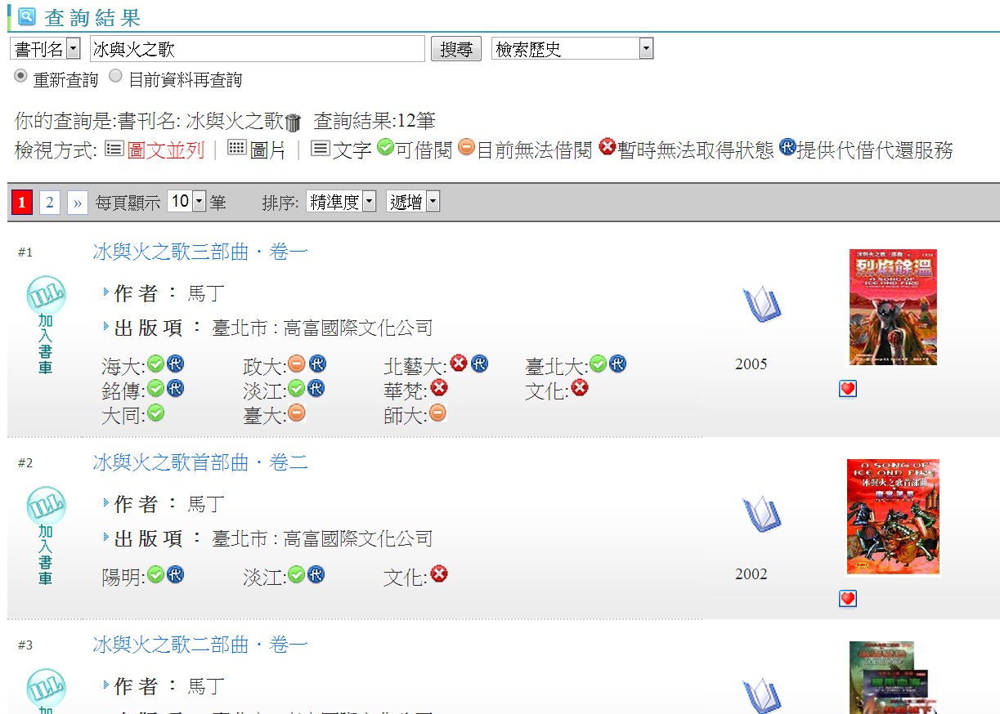 查詢結果
書刊名 冰與火之歌 搜尋 檢索歷史
重新查詢 目前資料再查詢
你的查詢是:書刊名: 冰與火之歌 查詢結果:12筆
檢視方式: 圖文並列 | 圖片 | 文字 可借閱 目前無法借閱 暫時無法取得狀態 代提供代借代還服務
1 2 » 每頁顯示 10 筆 排序: 精準度 遞增
#1 冰與火之歌三部曲．卷一
作者： 馬丁
出版項： 臺北市 : 高富國際文化公司
海大: 代 政大: 代 北藝大: 代 臺北大: 代
銘傳: 代 淡江: 代 華梵: 文化:
大同: 臺大: 師大:
加入書車
2005
冰與火之歌三部曲
烈焰餘溫
A SONG OF
ICE AND FIRE
#2 冰與火之歌首部曲．卷二
作者： 馬丁
出版項： 臺北市 : 高富國際文化公司
陽明: 代 淡江: 代 文化:
加入書車
2002
A SONG OF
ICE AND FIRE
冰與火之歌首部曲
#3 冰與火之歌二部曲．卷一
作者： 馬丁
加